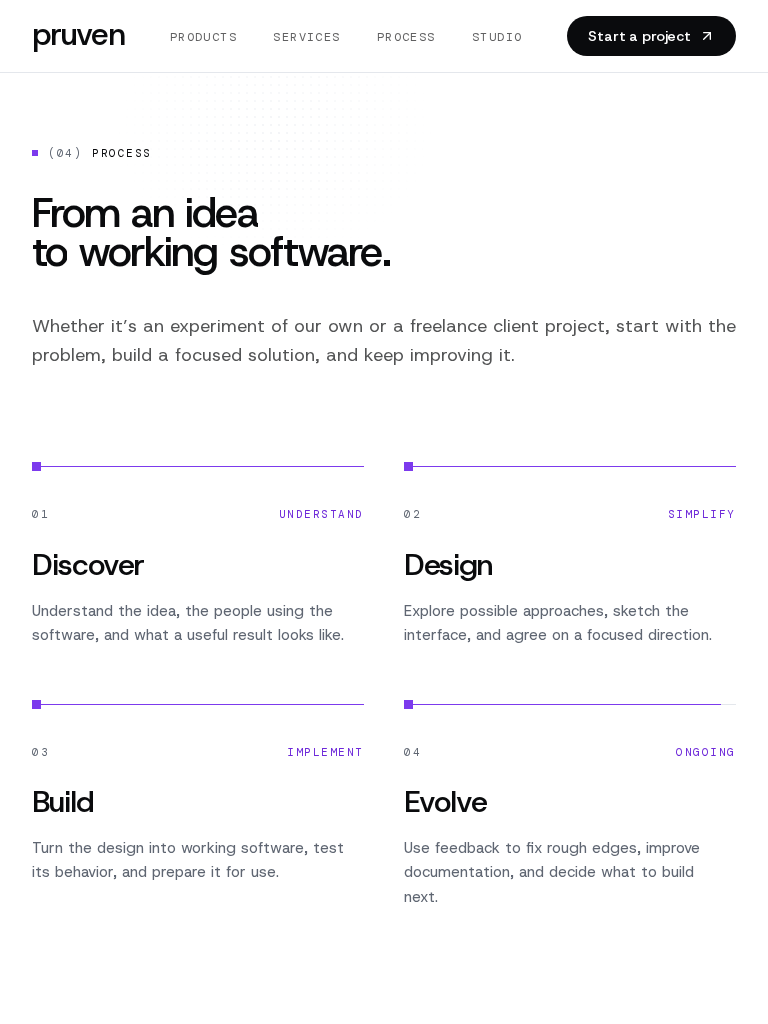 pruven
PRODUCTS
SERVICES
PROCESS
STUDIO
Start a project
(04) PROCESS
From an idea
to working software.
Whether it’s an experiment of our own or a freelance client project, start with the
problem, build a focused solution, and keep improving it.
01
UNDERSTAND
Discover
Understand the idea, the people using the
software, and what a useful result looks like.
02
SIMPLIFY
Design
Explore possible approaches, sketch the
interface, and agree on a focused direction.
03
IMPLEMENT
Build
Turn the design into working software, test
its behavior, and prepare it for use.
04
ONGOING
Evolve
Use feedback to fix rough edges, improve
documentation, and decide what to build
next.